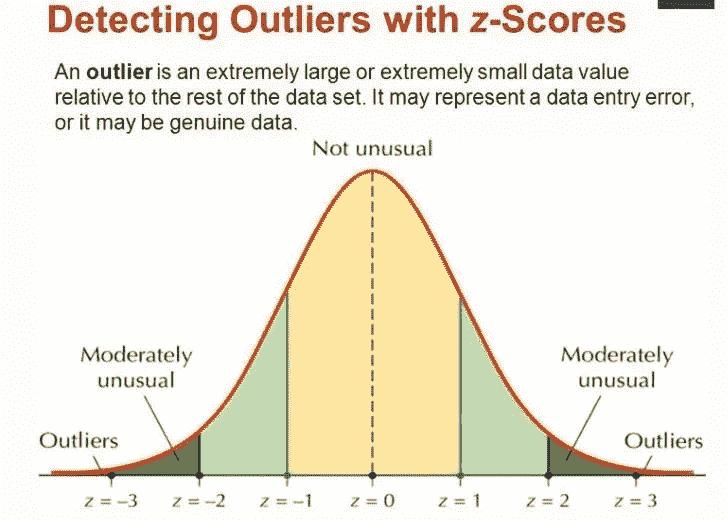 Detecting Outliers with z-Scores
An outlier is an extremely large or extremely small data value
relative to the rest of the data set. It may represent a data entry error,
or it may be genuine data.
Not unusual
Moderately
unusual
Moderately
unusual
Outliers
Outliers
z = –3
z = –2
z = –1
z = 0
z = 1
z = 2
z = 3